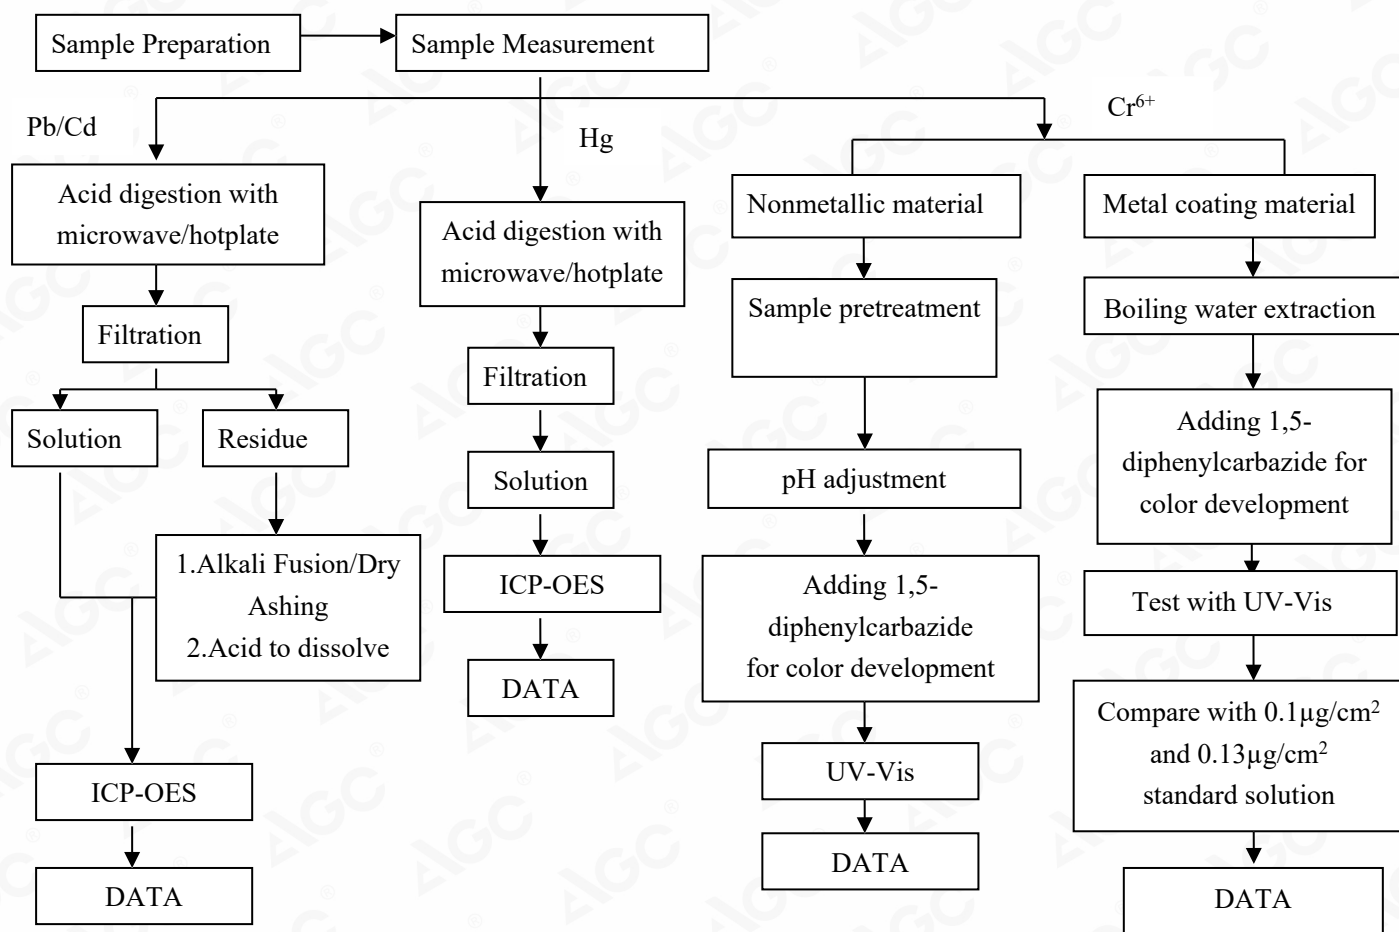 Sample Preparation
Sample Measurement
Pb/Cd
Hg
Cr⁶⁺
Acid digestion with
microwave/hotplate
Filtration
Solution
Residue
1.Alkali Fusion/Dry
Ashing
2.Acid to dissolve
ICP-OES
DATA
Acid digestion with
microwave/hotplate
Filtration
Solution
ICP-OES
DATA
Nonmetallic material
Sample pretreatment
pH adjustment
Adding 1,5-
diphenylcarbazide
for color development
UV-Vis
DATA
Metal coating material
Boiling water extraction
Adding 1,5-
diphenylcarbazide for
color development
Test with UV-Vis
Compare with 0.1µg/cm²
and 0.13µg/cm²
standard solution
DATA
AGC®